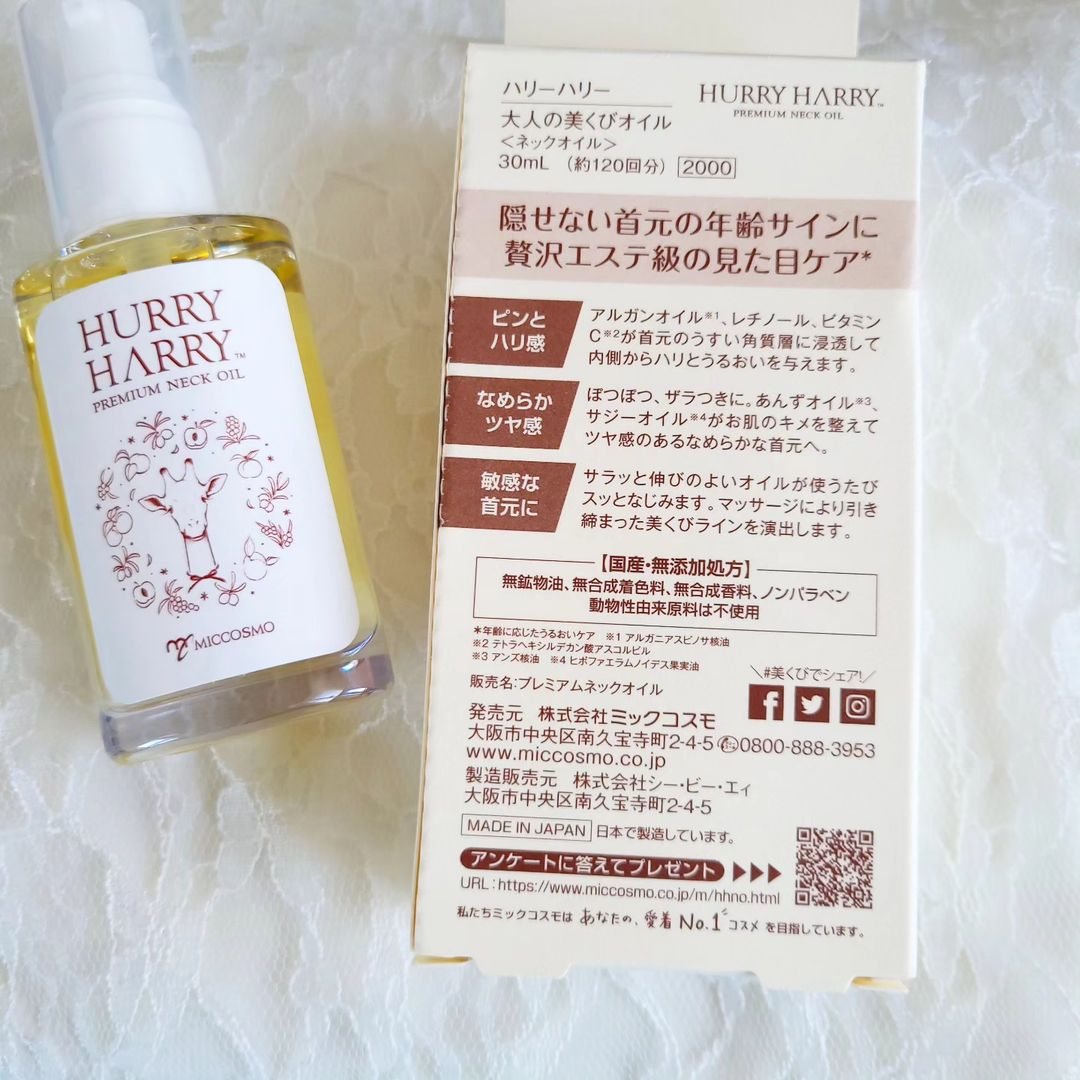 HURRY
HARRY™
PREMIUM NECK OIL
MICCOSMO
ハリーハリー
大人の美くびオイル
＜ネックオイル＞
30mL （約120回分） 2000
HURRY HARRY™
PREMIUM NECK OIL
隠せない首元の年齢サインに
贅沢エステ級の見た目ケア*
ピンと
ハリ感
アルガンオイル※1、レチノール、ビタミン
C※2が首元のうすい角質層に浸透して
内側からハリとうるおいを与えます。
なめらか
ツヤ感
ぽつぽつ、ザラつきに。あんずオイル※3、
サジーオイル※4がお肌のキメを整えて
ツヤ感のあるなめらかな首元へ。
敏感な
首元に
サラッと伸びのよいオイルが使うたび
スッとなじみます。マッサージにより引き
締まった美くびラインを演出します。
【国産・無添加処方】
無鉱物油、無合成着色料、無合成香料、ノンパラベン
動物性由来原料は不使用
*年齢に応じたうるおいケア ※1 アルガニアスピノサ核油
※2 テトラヘキシルデカン酸アスコルビル
※3 アンズ核油 ※4 ヒポファエラムノイデス果実油
＼#美くびでシェア!／
販売名:プレミアムネックオイル
発売元 株式会社ミックコスモ
大阪市中央区南久宝寺町2-4-5 0800-888-3953
www.miccosmo.co.jp
製造販売元 株式会社シー・ビー・エィ
大阪市中央区南久宝寺町2-4-5
MADE IN JAPAN 日本で製造しています。
アンケートに答えてプレゼント ▶▶▶
URL:https://www.miccosmo.co.jp/m/hhno.html
私たちミックコスモは あなたの、愛着 No.1 コスメ を目指しています。